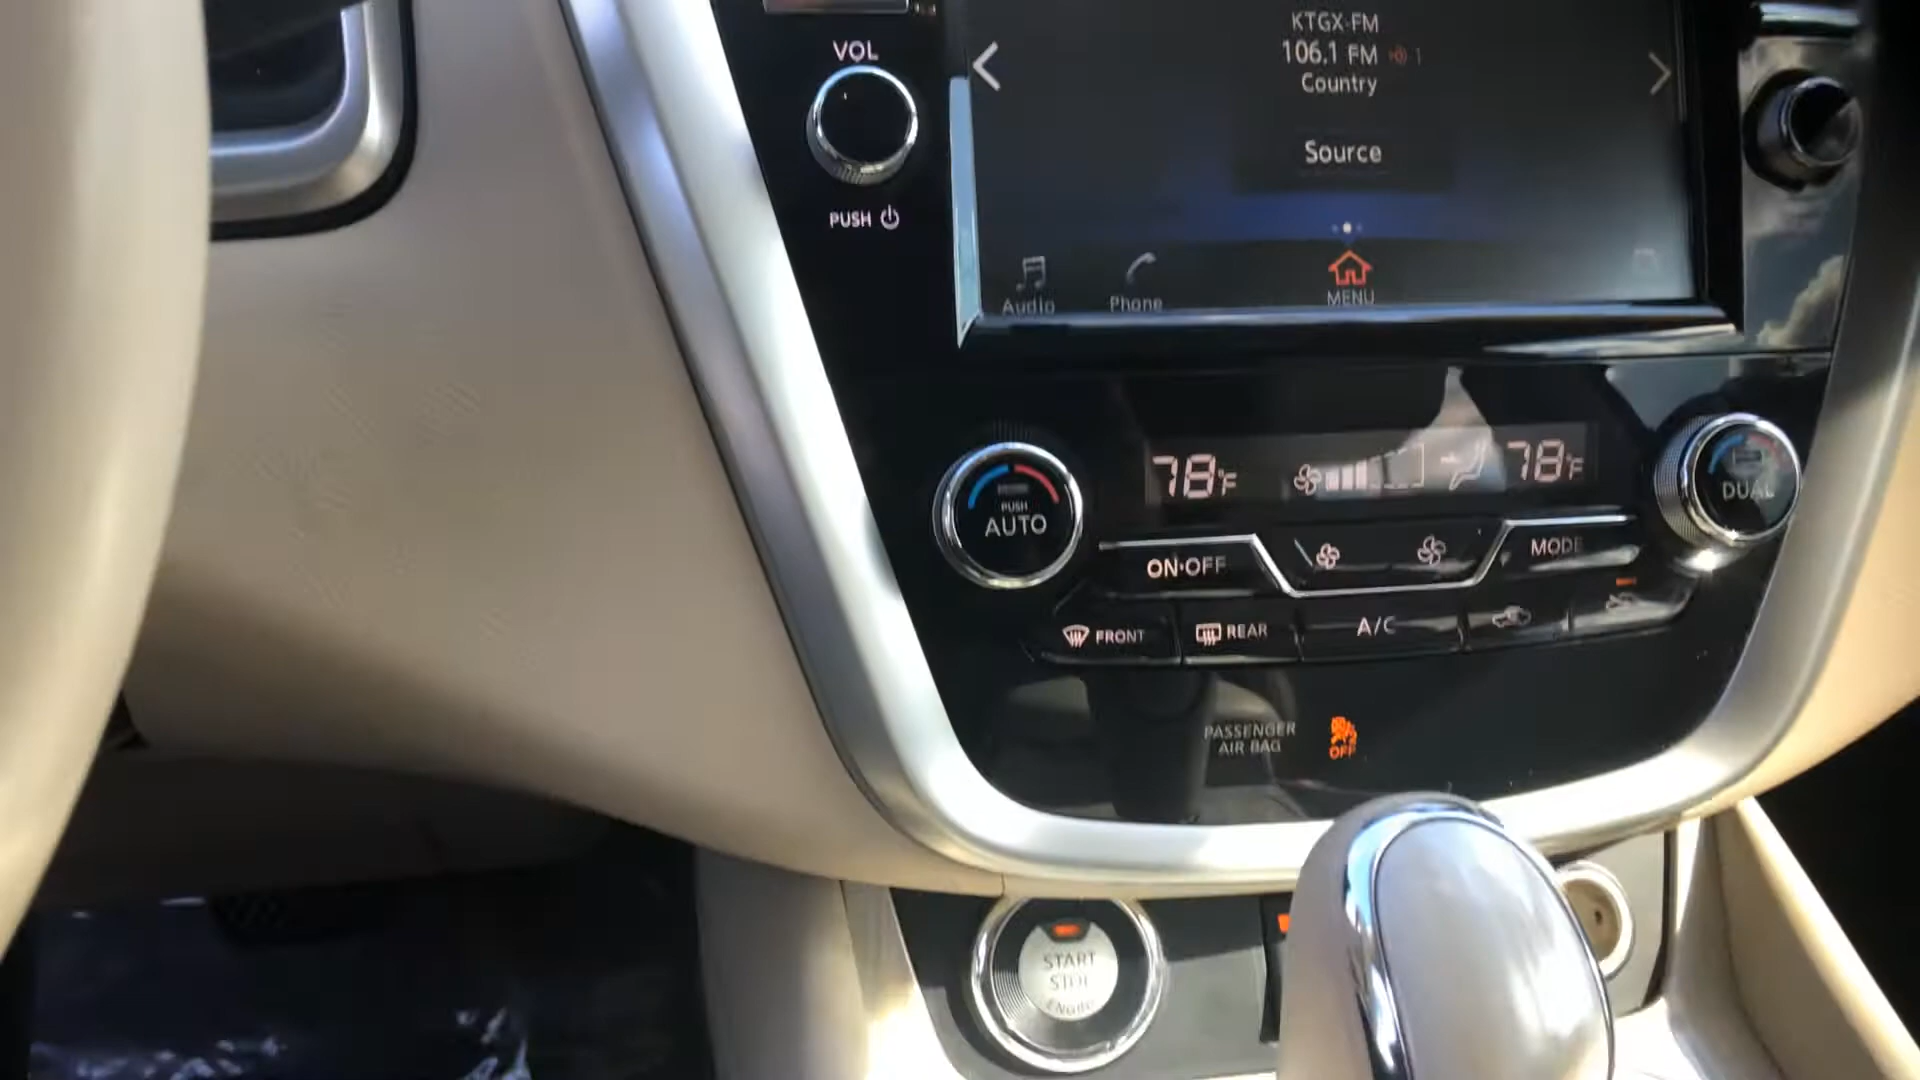 VOL
PUSH
KTGX-FM
106.1 FM
1
Country
Source
Audio
Phone
MENU
78°F
78°F
PUSH
AUTO
DUAL
ON•OFF
MODE
FRONT
REAR
A/C
PASSENGER
AIR BAG
OFF
START
STOP
ENGINE